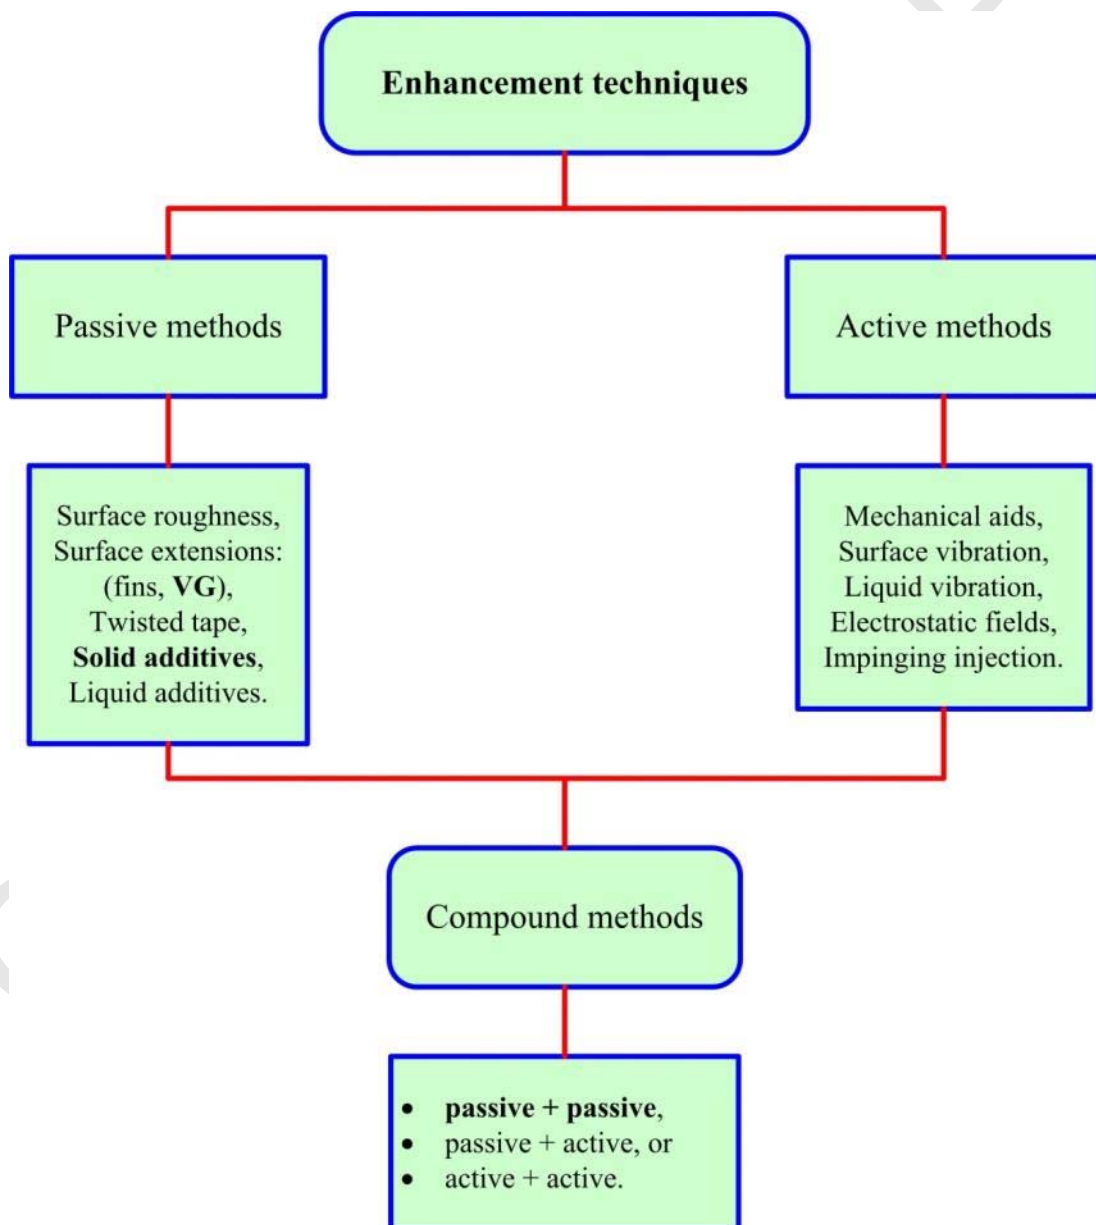 Enhancement techniques
Passive methods
Active methods
Surface roughness,
Surface extensions:
(fins, VG),
Twisted tape,
Solid additives,
Liquid additives.
Mechanical aids,
Surface vibration,
Liquid vibration,
Electrostatic fields,
Impinging injection.
Compound methods
• passive + passive,
• passive + active, or
• active + active.